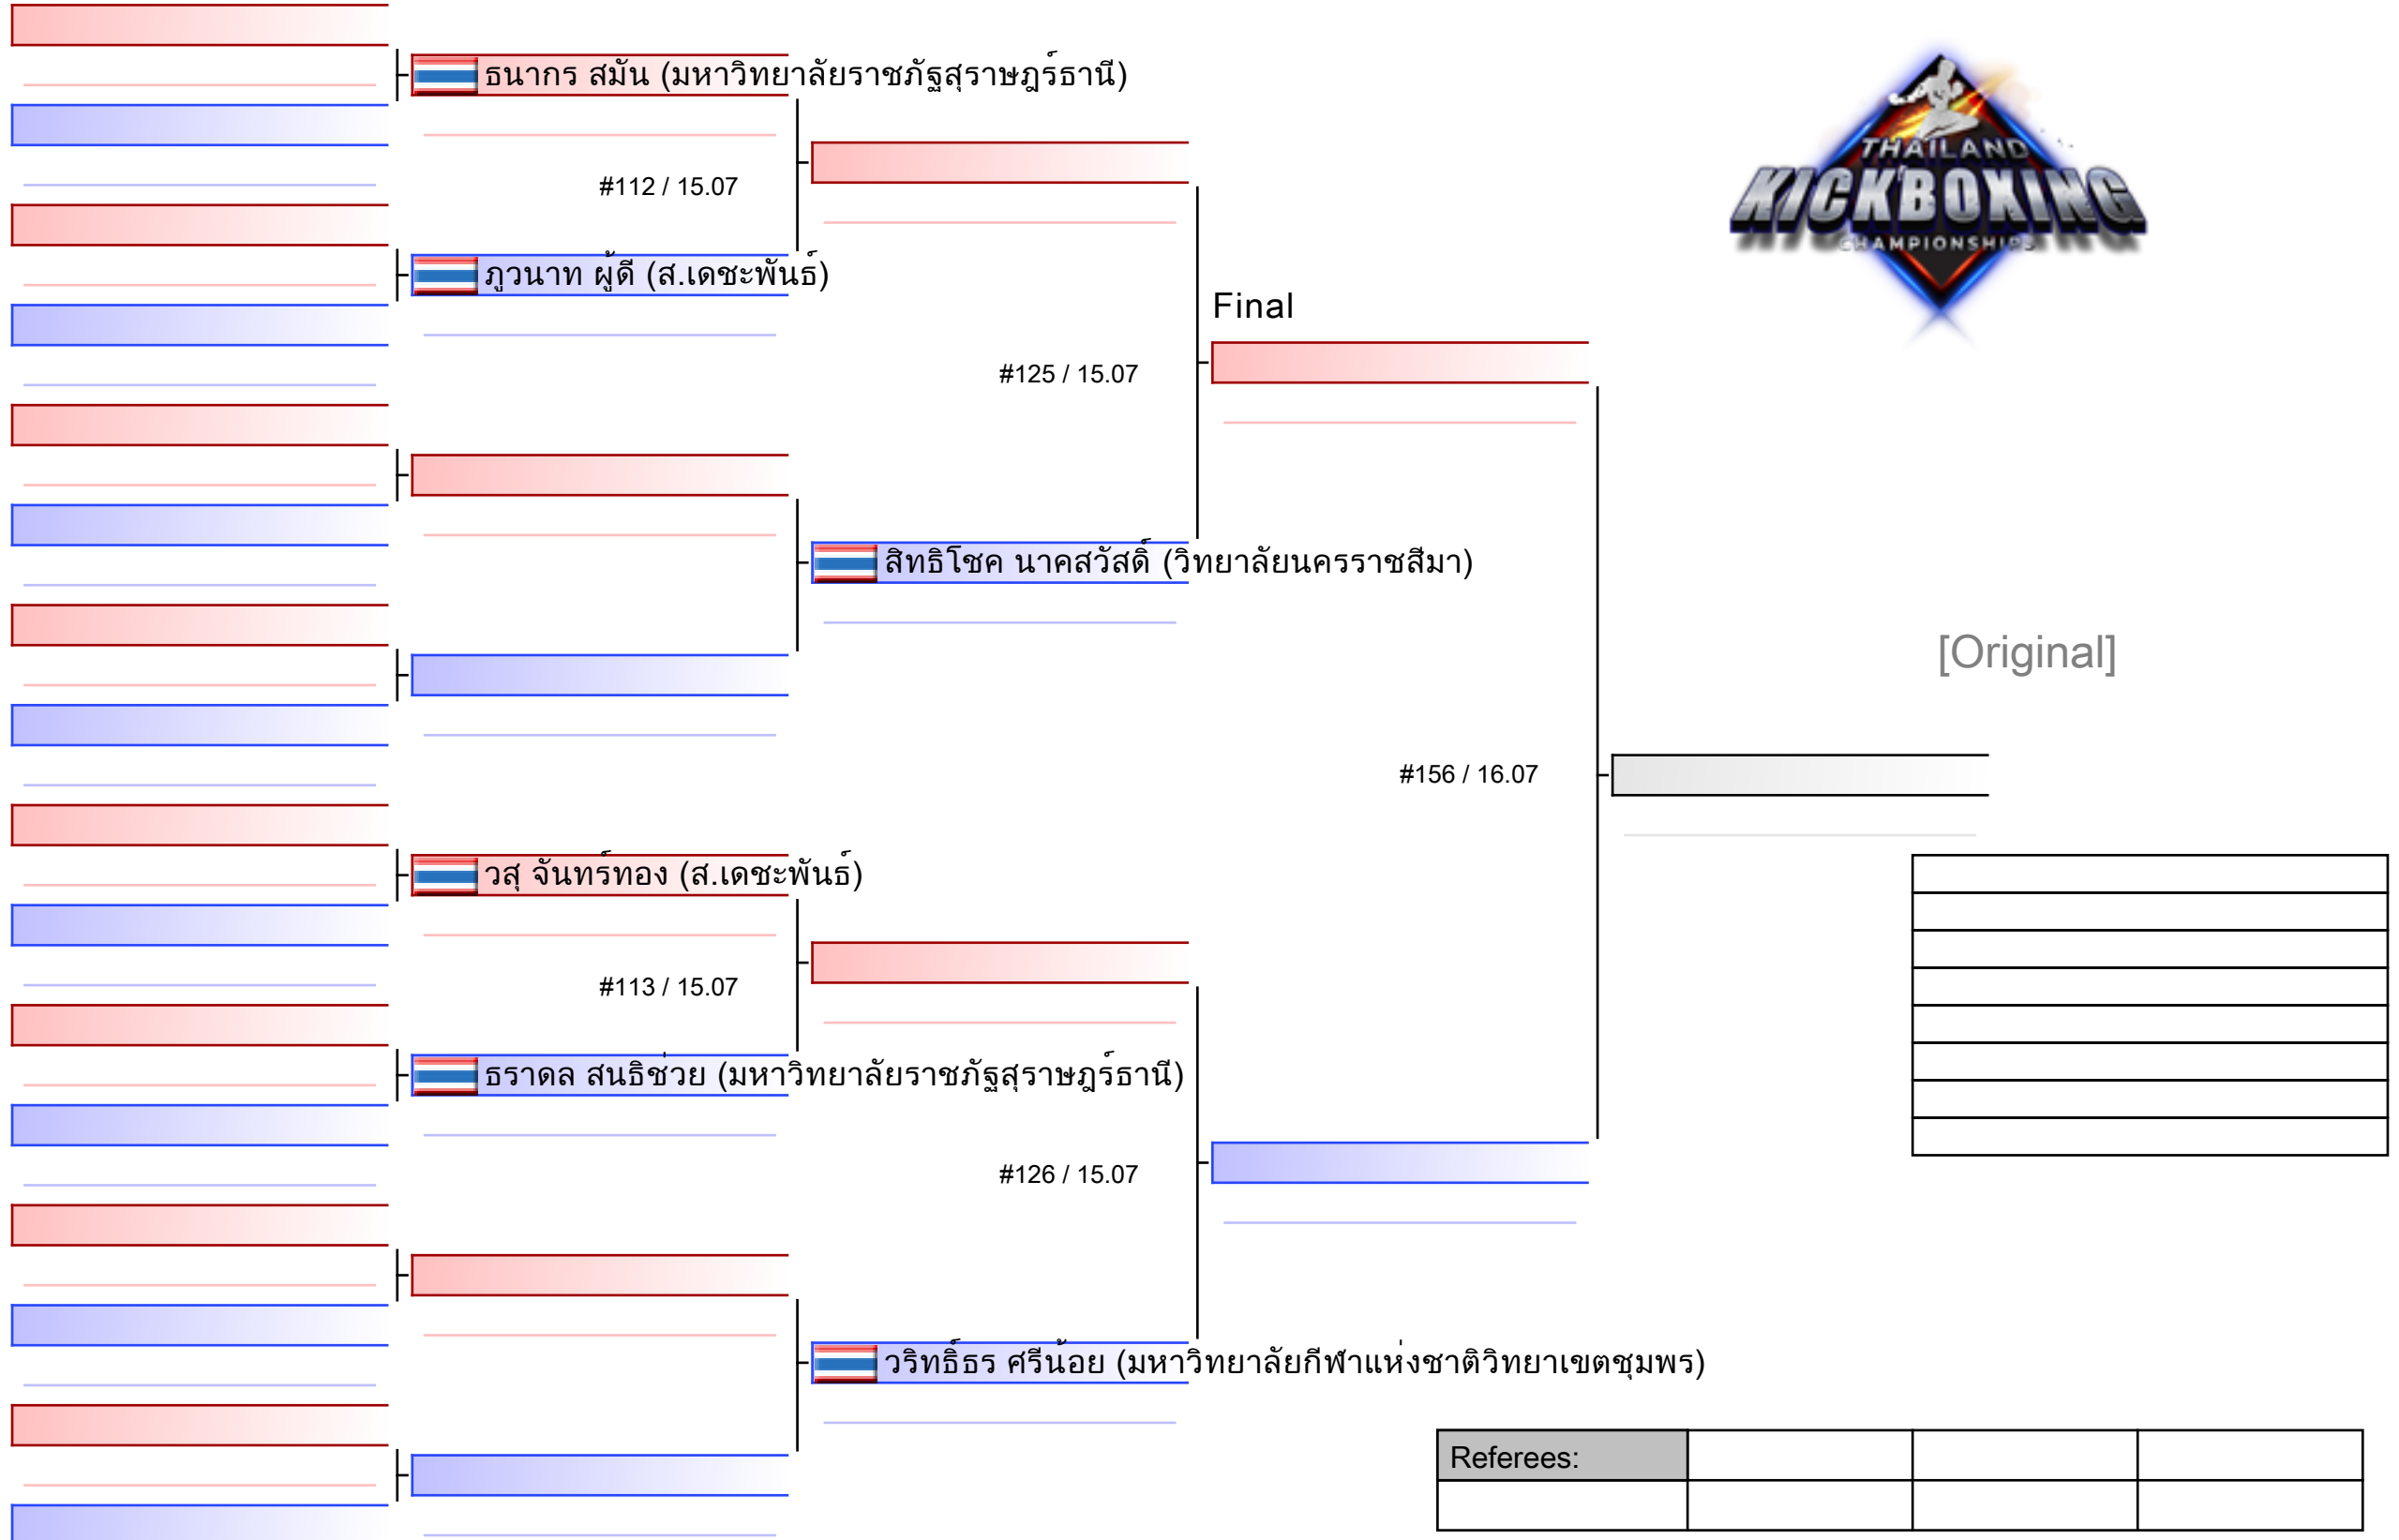 ธนากร สมัน (มหาวิทยาลัยราชภัฐสุราษฎร์ธานี)
THAILAND
KICKBOXING
CHAMPIONSHIPS
#112 / 15.07
ภูวนาท ผู้ดี (ส.เดชะพันธ์)
Final
#125 / 15.07
สิทธิโชค นาคสวัสดิ์ (วิทยาลัยนครราชสีมา)
[Original]
#156 / 16.07
วสุ จันทร์ทอง (ส.เดชะพันธ์)
#113 / 15.07
ธราดล สนธิช่วย (มหาวิทยาลัยราชภัฐสุราษฎร์ธานี)
#126 / 15.07
วริทธิ์ธร ศรีน้อย (มหาวิทยาลัยกีฬาแห่งชาติวิทยาเขตชุมพร)
Referees: